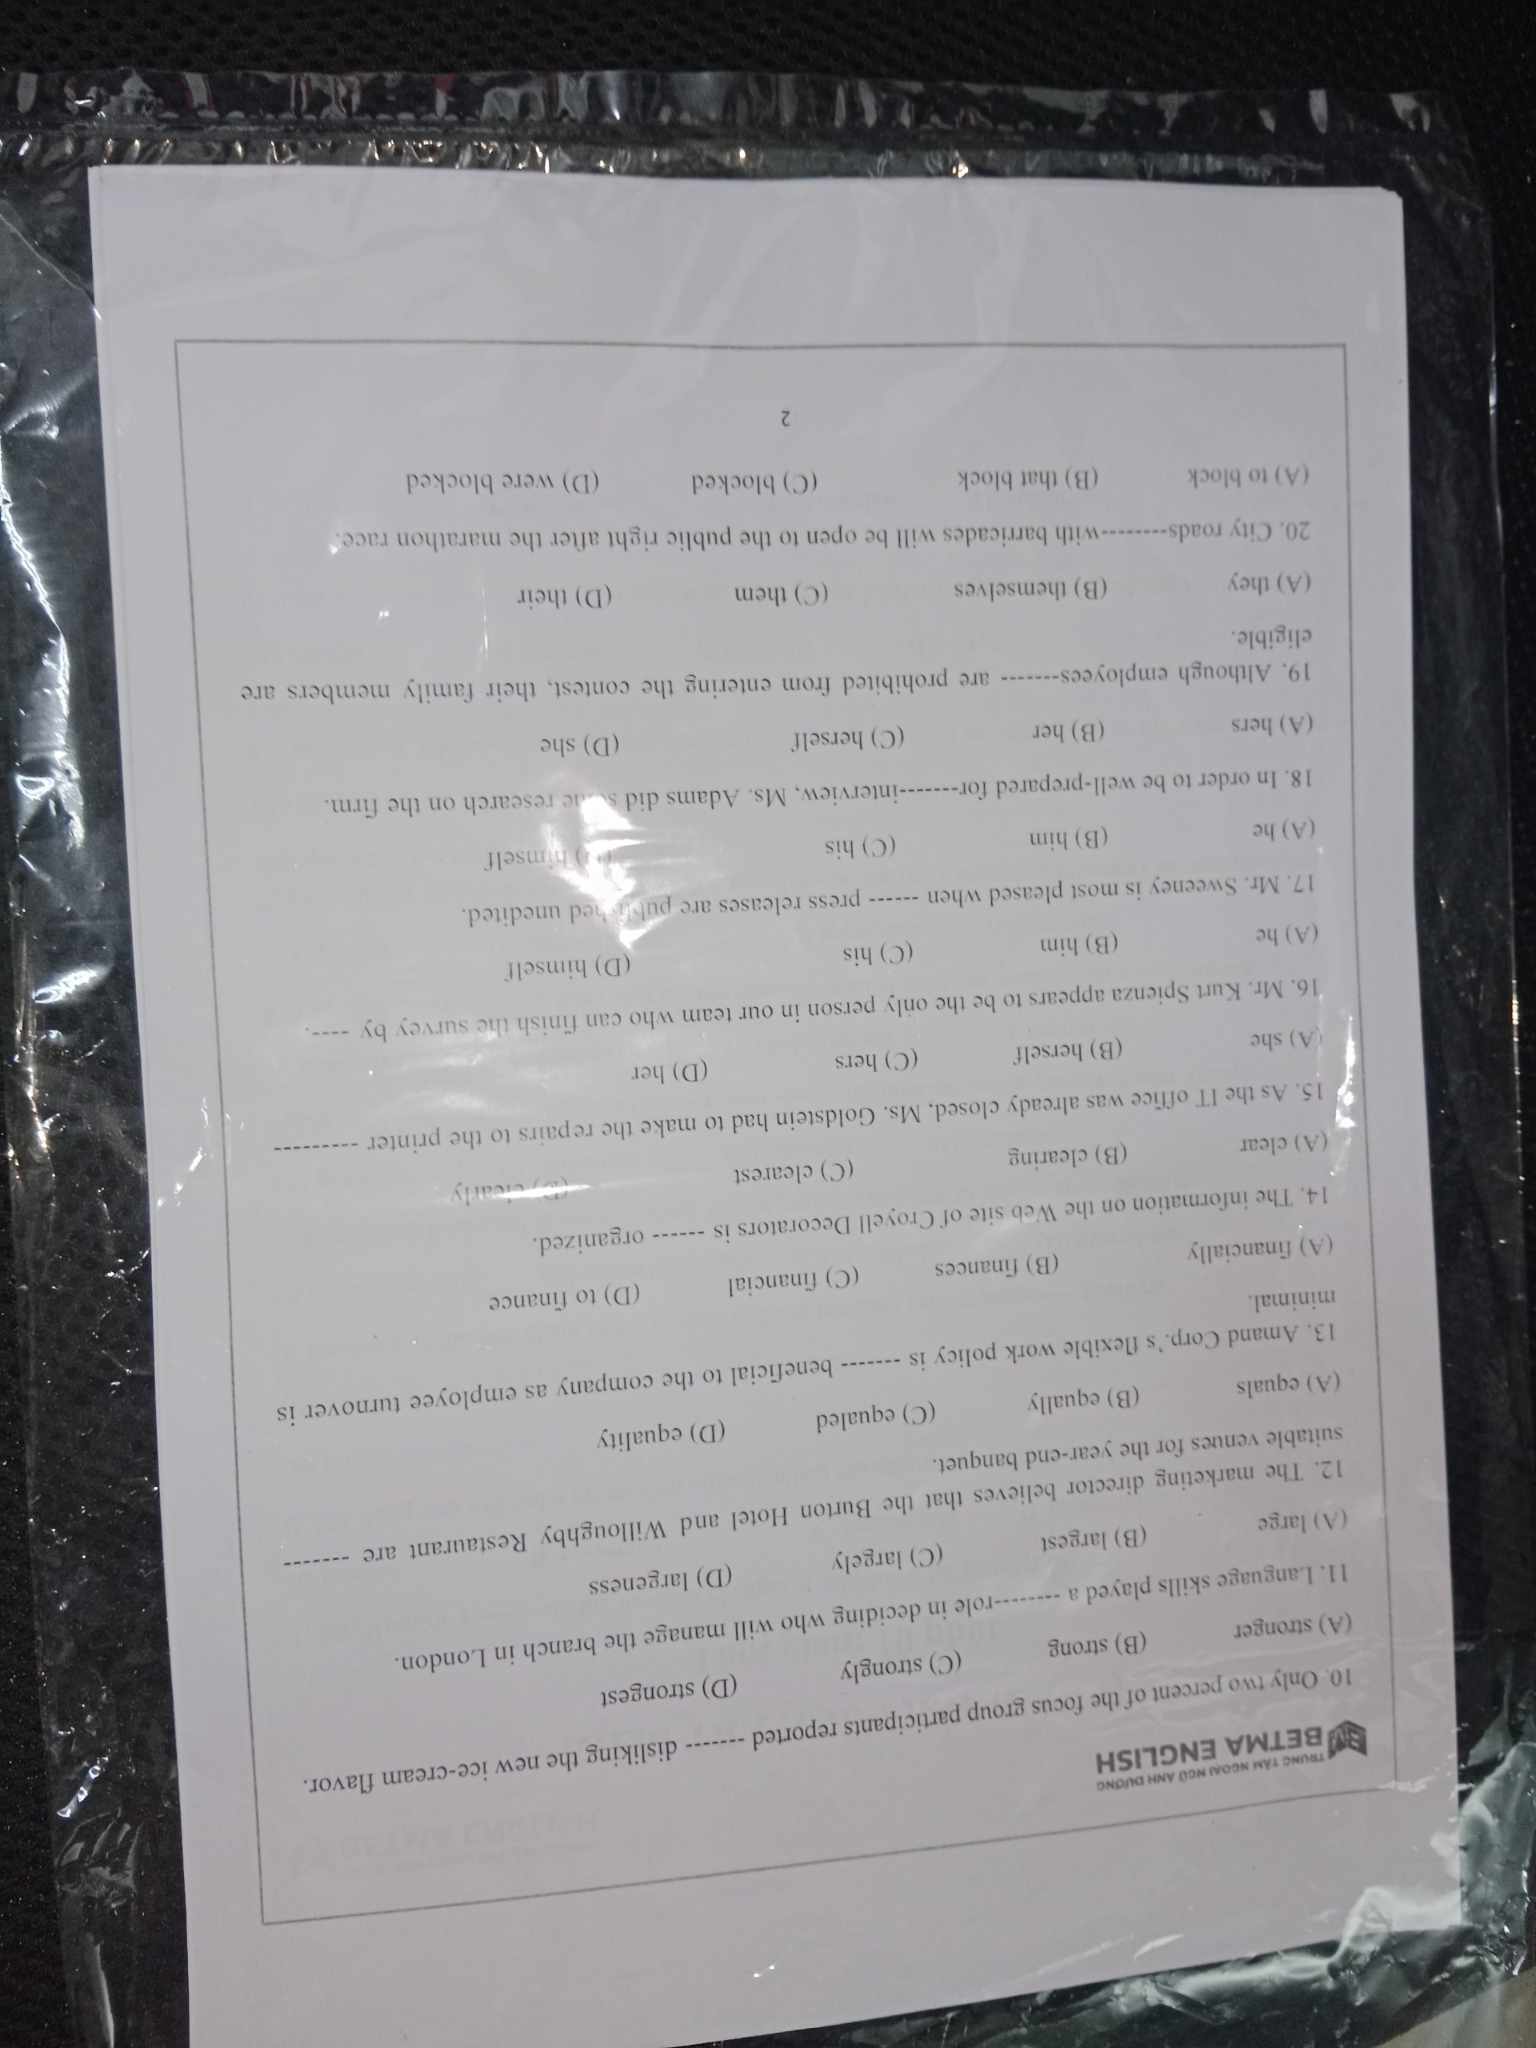 TRUNG TÂM NGOẠI NGỮ ÁNH DƯƠNG
BETMA ENGLISH
10. Only two percent of the focus group participants reported ------- disliking the new ice-cream flavor.
(A) stronger (B) strong (C) strongly (D) strongest
11. Language skills played a --------role in deciding who will manage the branch in London.
(A) large (B) largest (C) largely (D) largeness
12. The marketing director believes that the Burton Hotel and Willoughby Restaurant are -------
suitable venues for the year-end banquet.
(A) equals (B) equally (C) equaled (D) equality
13. Amand Corp.'s flexible work policy is ------- beneficial to the company as employee turnover is
minimal.
(A) financially (B) finances (C) financial (D) to finance
14. The information on the Web site of Croyell Decorators is ------ organized.
(A) clear (B) clearing (C) clearest (D) clearly
15. As the IT office was already closed, Ms. Goldstein had to make the repairs to the printer ---------
(A) she (B) herself (C) hers (D) her
16. Mr. Kurt Spienza appears to be the only person in our team who can finish the survey by ----.
(A) he (B) him (C) his (D) himself
17. Mr. Sweeney is most pleased when ------ press releases are published unedited.
(A) he (B) him (C) his (D) himself
18. In order to be well-prepared for-------interview, Ms. Adams did some research on the firm.
(A) hers (B) her (C) herself (D) she
19. Although employees------- are prohibited from entering the contest, their family members are
eligible.
(A) they (B) themselves (C) them (D) their
20. City roads--------with barricades will be open to the public right after the marathon race.
(A) to block (B) that block (C) blocked (D) were blocked
2